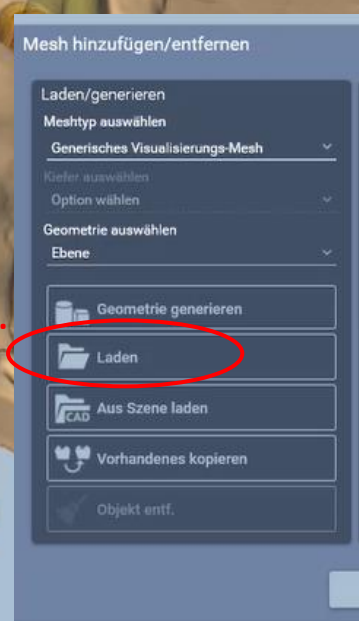 Mesh hinzufügen/entfernen
Laden/generieren
Meshtyp auswählen
Generisches Visualisierungs-Mesh
Kiefer auswählen
Option wählen
Geometrie auswählen
Ebene
Geometrie generieren
Laden
CAD
Aus Szene laden
Vorhandenes kopieren
Objekt entf.